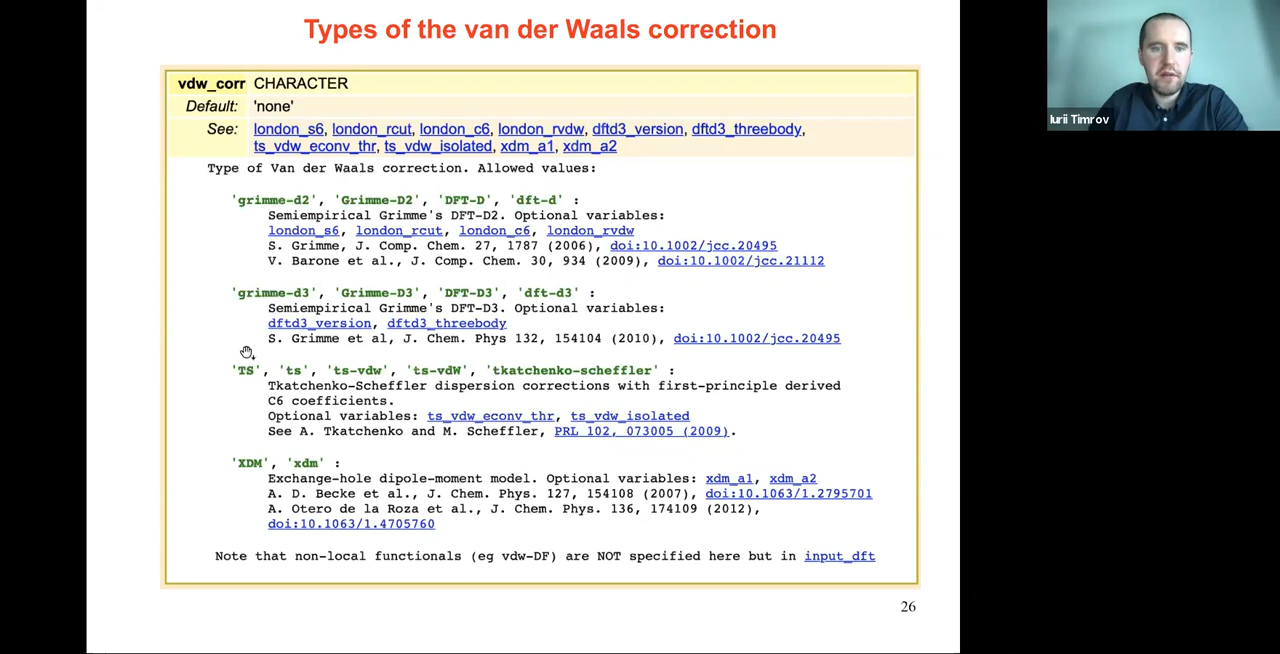 Types of the van der Waals correction
vdw_corr CHARACTER
Default: 'none'
See: london_s6, london_rcut, london_c6, london_rvdw, dftd3_version, dftd3_threebody,
ts_vdw_econv_thr, ts_vdw_isolated, xdm_a1, xdm_a2
Type of Van der Waals correction. Allowed values:
'grimme-d2', 'Grimme-D2', 'DFT-D', 'dft-d' :
Semiempirical Grimme's DFT-D2. Optional variables:
london_s6, london_rcut, london_c6, london_rvdw
S. Grimme, J. Comp. Chem. 27, 1787 (2006), doi:10.1002/jcc.20495
V. Barone et al., J. Comp. Chem. 30, 934 (2009), doi:10.1002/jcc.21112
'grimme-d3', 'Grimme-D3', 'DFT-D3', 'dft-d3' :
Semiempirical Grimme's DFT-D3. Optional variables:
dftd3_version, dftd3_threebody
S. Grimme et al, J. Chem. Phys 132, 154104 (2010), doi:10.1002/jcc.20495
'TS', 'ts', 'ts-vdw', 'ts-vdW', 'tkatchenko-scheffler' :
Tkatchenko-Scheffler dispersion corrections with first-principle derived
C6 coefficients.
Optional variables: ts_vdw_econv_thr, ts_vdw_isolated
See A. Tkatchenko and M. Scheffler, PRL 102, 073005 (2009).
'XDM', 'xdm' :
Exchange-hole dipole-moment model. Optional variables: xdm_a1, xdm_a2
A. D. Becke et al., J. Chem. Phys. 127, 154108 (2007), doi:10.1063/1.2795701
A. Otero de la Roza et al., J. Chem. Phys. 136, 174109 (2012),
doi:10.1063/1.4705760
Note that non-local functionals (eg vdw-DF) are NOT specified here but in input_dft
26
Iurii Timrov